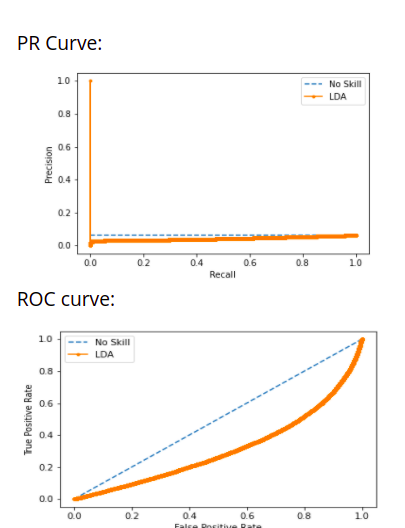 PR Curve:
1.0
0.8
0.6
0.4
0.2
0.0
Precision
No Skill
LDA
0.0 0.2 0.4 0.6 0.8 1.0
Recall
ROC curve:
1.0
0.8
0.6
0.4
0.2
0.0
True Positive Rate
No Skill
LDA
0.0 0.2 0.4 0.6 0.8 1.0
False Positive Rate